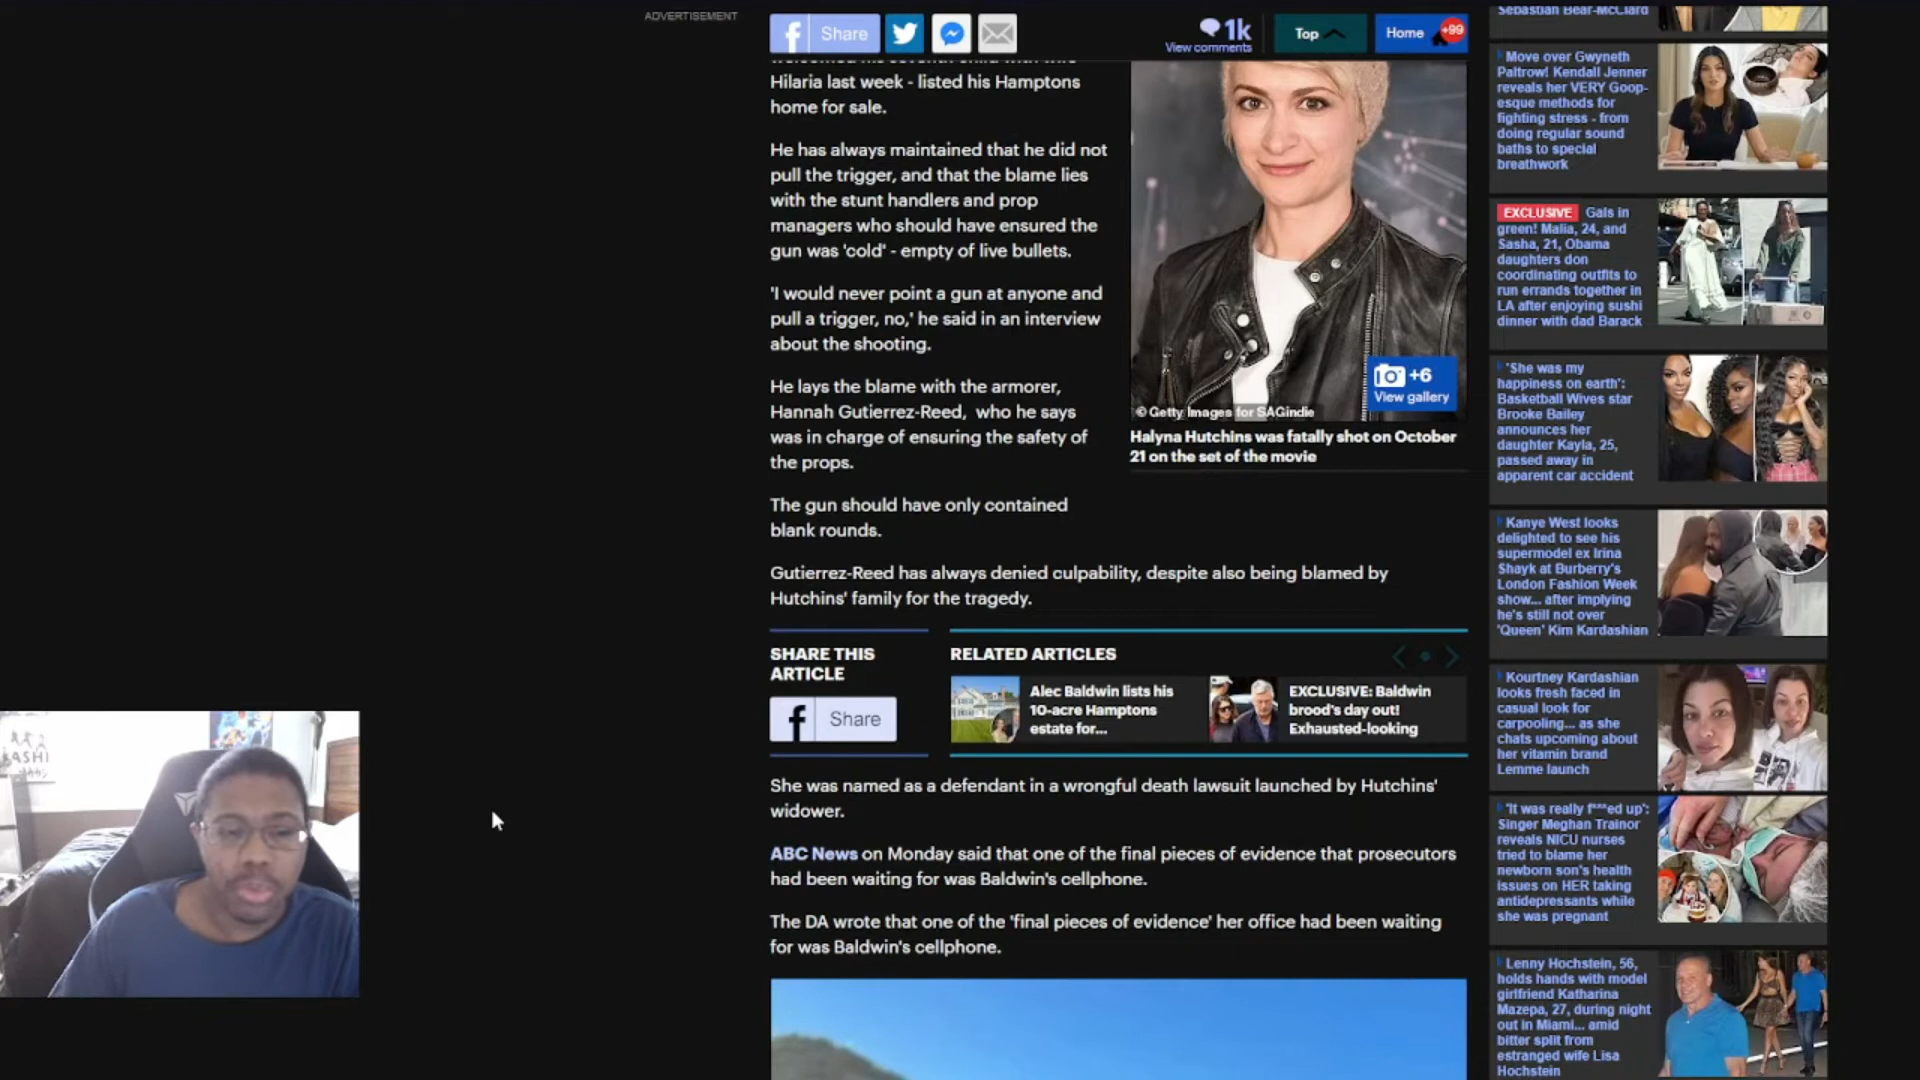 ADVERTISEMENT
Share
1k
View comments
Top
Home
+99
Hilaria last week - listed his Hamptons
home for sale.
He has always maintained that he did not
pull the trigger, and that the blame lies
with the stunt handlers and prop
managers who should have ensured the
gun was 'cold' - empty of live bullets.
'I would never point a gun at anyone and
pull a trigger, no,' he said in an interview
about the shooting.
He lays the blame with the armorer,
Hannah Gutierrez-Reed, who he says
was in charge of ensuring the safety of
the props.
The gun should have only contained
blank rounds.
+6
View gallery
© Getty Images for SAGindie
Halyna Hutchins was fatally shot on October
21 on the set of the movie
Gutierrez-Reed has always denied culpability, despite also being blamed by
Hutchins' family for the tragedy.
SHARE THIS
ARTICLE
Share
RELATED ARTICLES
Alec Baldwin lists his
10-acre Hamptons
estate for...
EXCLUSIVE: Baldwin
brood's day out!
Exhausted-looking
She was named as a defendant in a wrongful death lawsuit launched by Hutchins'
widower.
ABC News on Monday said that one of the final pieces of evidence that prosecutors
had been waiting for was Baldwin's cellphone.
The DA wrote that one of the 'final pieces of evidence' her office had been waiting
for was Baldwin's cellphone.
Sebastian Bear-McClard
Move over Gwyneth
Paltrow! Kendall Jenner
reveals her VERY Goop-
esque methods for
fighting stress - from
doing regular sound
baths to special
breathwork
EXCLUSIVE Gals in
green! Malia, 24, and
Sasha, 21, Obama
daughters don
coordinating outfits to
run errands together in
LA after enjoying sushi
dinner with dad Barack
'She was my
happiness on earth':
Basketball Wives star
Brooke Bailey
announces her
daughter Kayla, 25,
passed away in
apparent car accident
Kanye West looks
delighted to see his
supermodel ex Irina
Shayk at Burberry's
London Fashion Week
show... after implying
he's still not over
'Queen' Kim Kardashian
Kourtney Kardashian
looks fresh faced in
casual look for
carpooling... as she
chats upcoming about
her vitamin brand
Lemme launch
'It was really f***ed up':
Singer Meghan Trainor
reveals NICU nurses
tried to blame her
newborn son's health
issues on HER taking
antidepressants while
she was pregnant
Lenny Hochstein, 56,
holds hands with model
girlfriend Katharina
Mazepa, 27, during night
out in Miami... amid
bitter split from
estranged wife Lisa
Hochstein